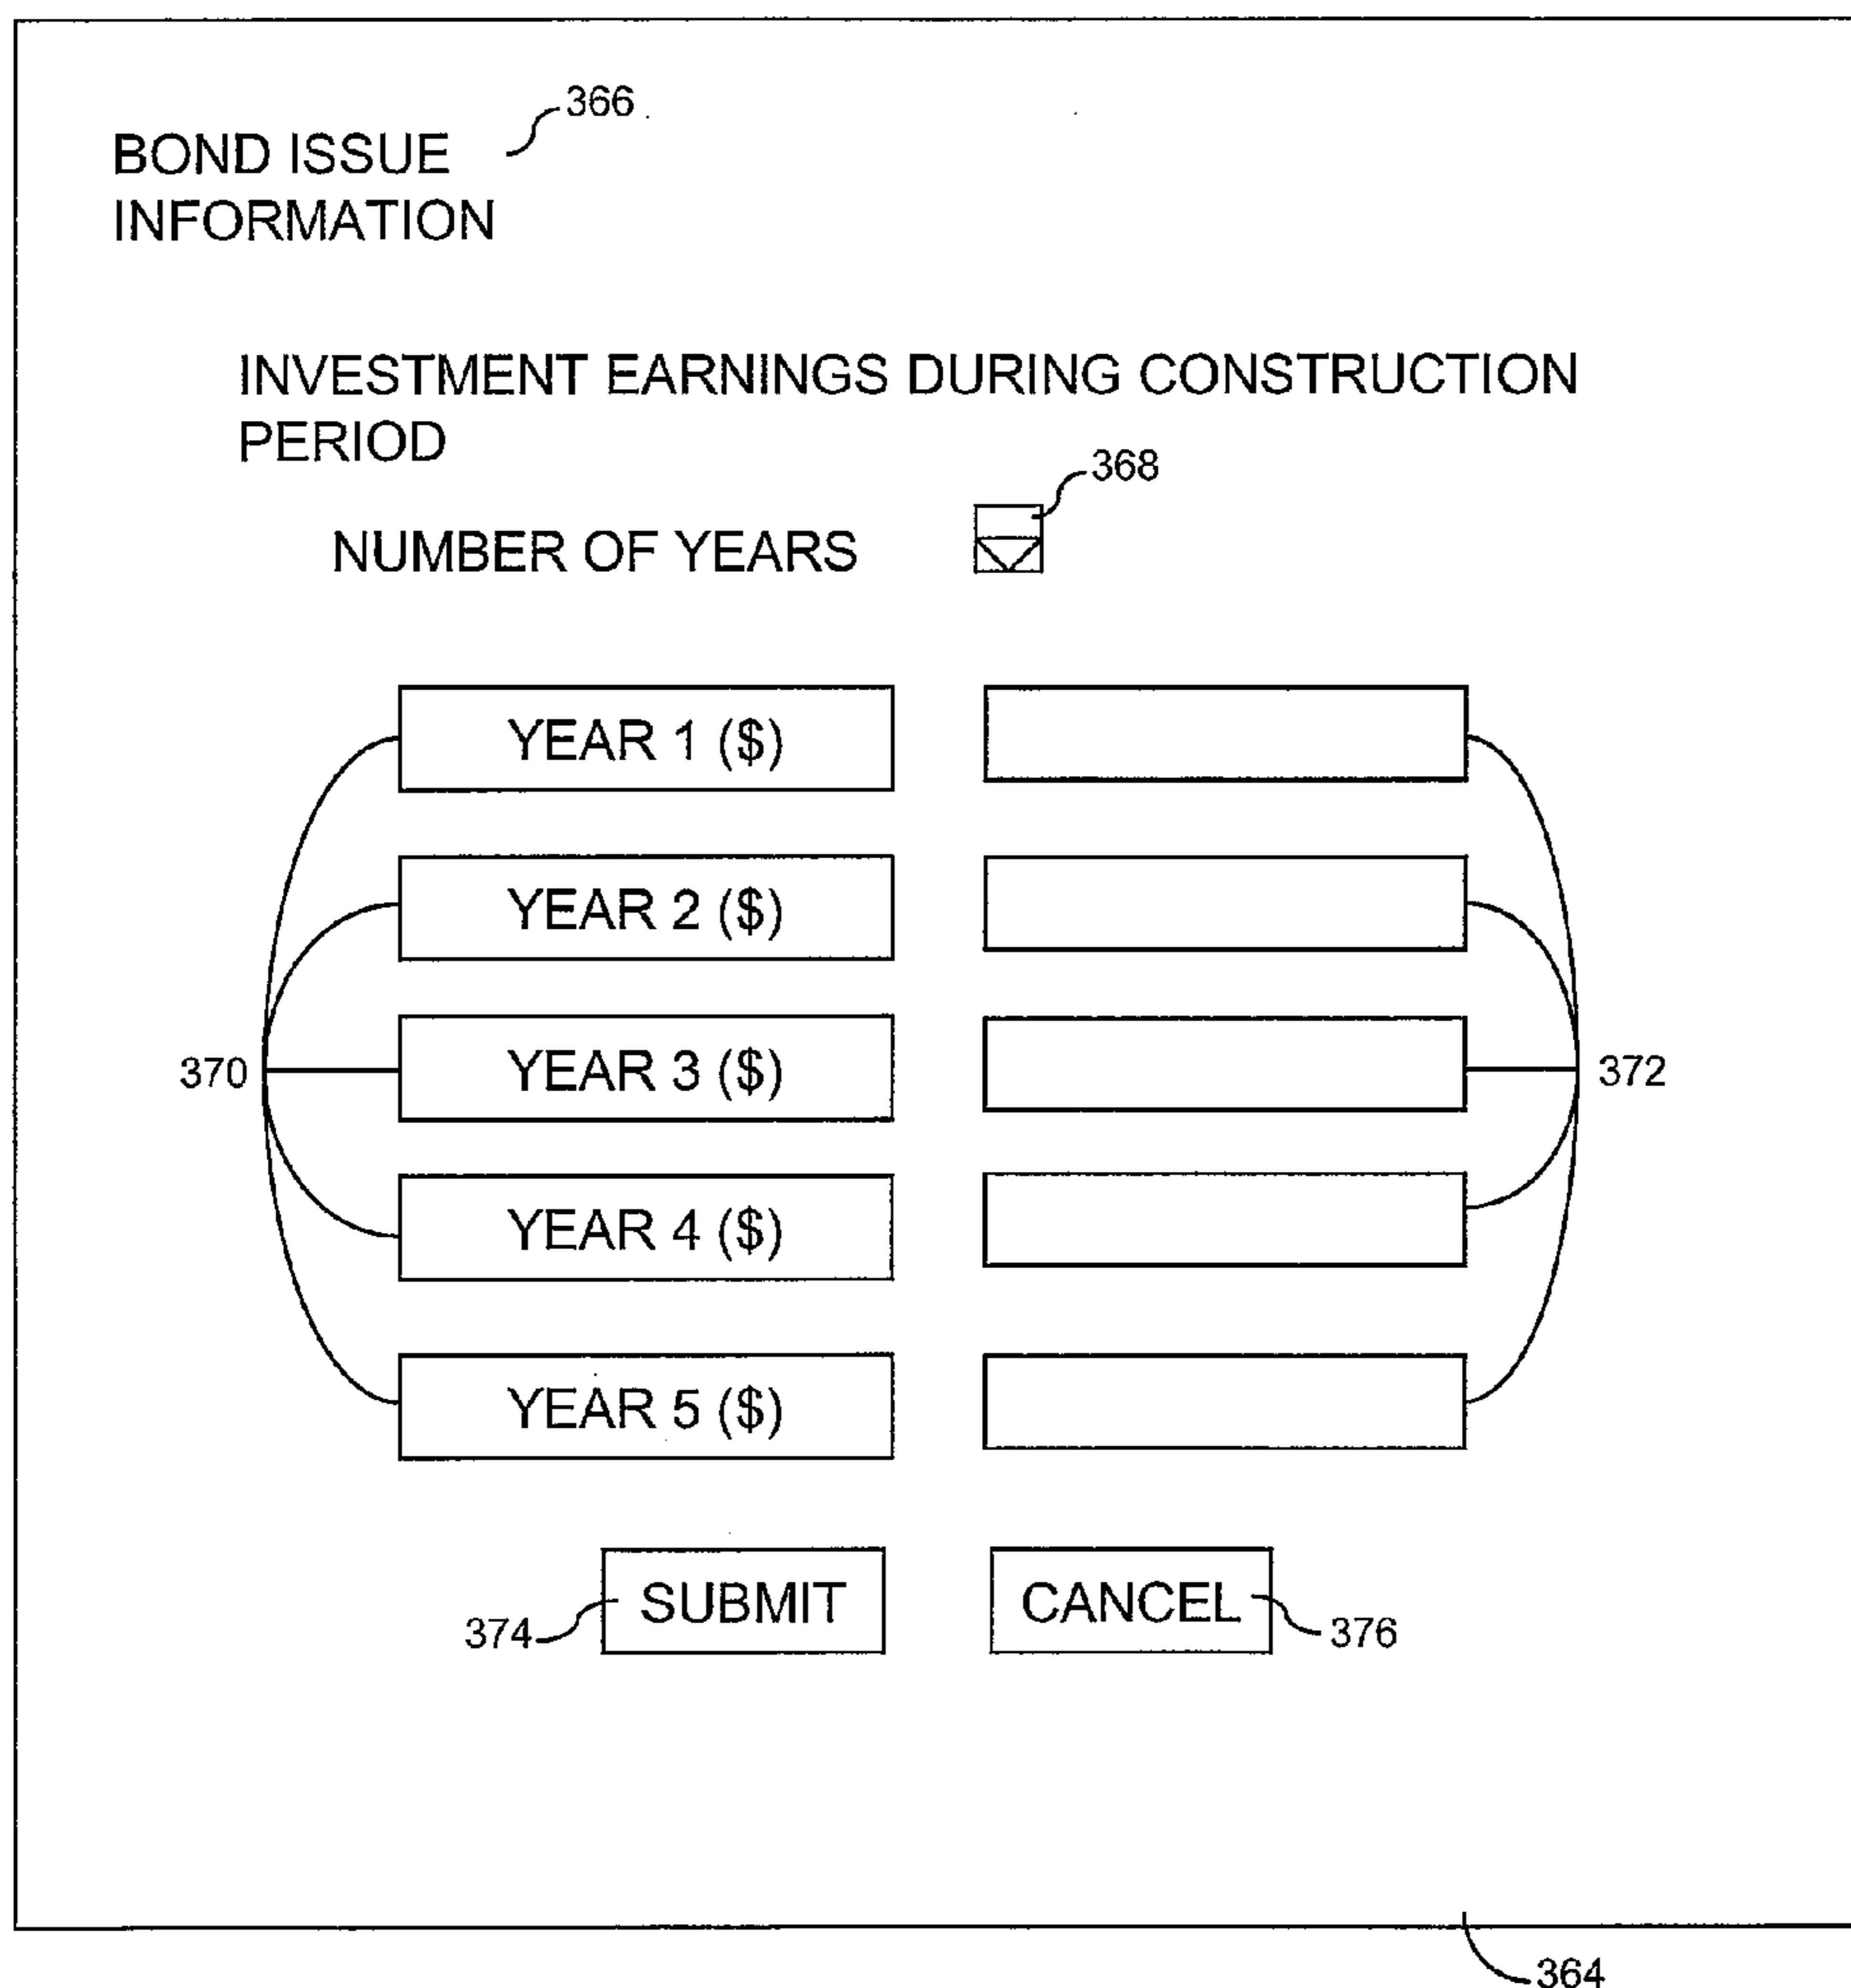 366
BOND ISSUE
INFORMATION
INVESTMENT EARNINGS DURING CONSTRUCTION
PERIOD
368
NUMBER OF YEARS
YEAR 1 ($)
YEAR 2 ($)
370 YEAR 3 ($) 372
YEAR 4 ($)
YEAR 5 ($)
374 SUBMIT CANCEL 376
364